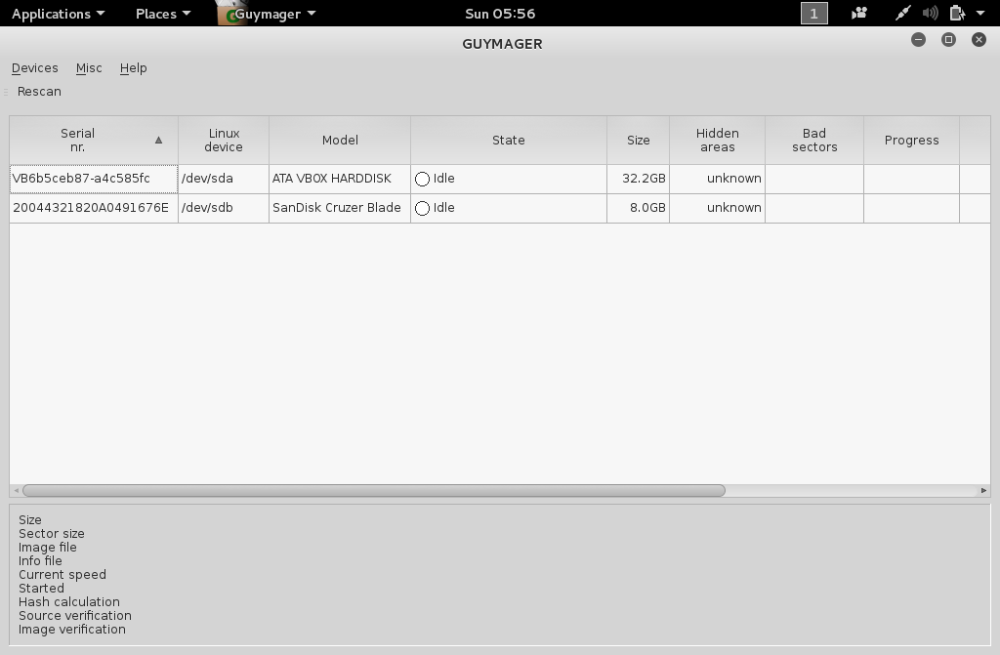 Applications Places Guymager Sun 05:56 1
GUYMAGER
Devices Misc Help
Rescan
Serial nr. Linux device Model State Size Hidden areas Bad sectors Progress
VB6b5ceb87-a4c585fc /dev/sda ATA VBOX HARDDISK Idle 32.2GB unknown
20044321820A0491676E /dev/sdb SanDisk Cruzer Blade Idle 8.0GB unknown
Size
Sector size
Image file
Info file
Current speed
Started
Hash calculation
Source verification
Image verification